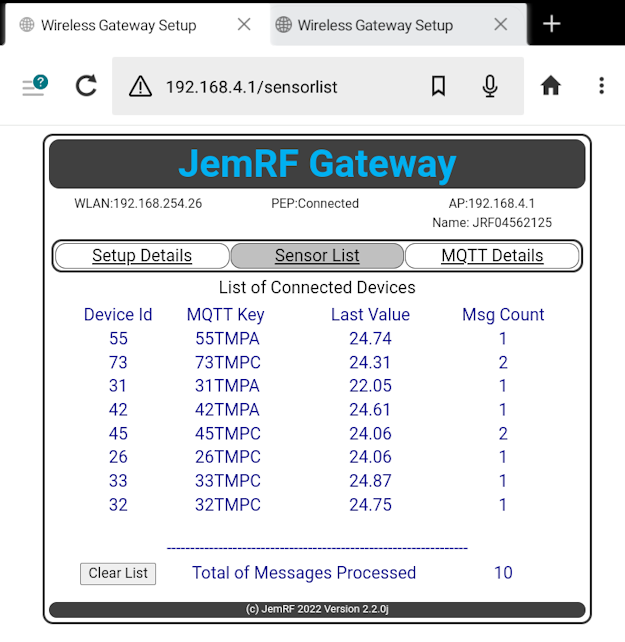 Wireless Gateway Setup Wireless Gateway Setup
? 192.168.4.1/sensorlist
JemRF Gateway
WLAN:192.168.254.26 PEP:Connected AP:192.168.4.1
Name: JRF04562125
Setup Details Sensor List MQTT Details
List of Connected Devices
Device Id MQTT Key Last Value Msg Count
55 55TMPA 24.74 1
73 73TMPC 24.31 2
31 31TMPA 22.05 1
42 42TMPA 24.61 1
45 45TMPC 24.06 2
26 26TMPC 24.06 1
33 33TMPC 24.87 1
32 32TMPC 24.75 1
Clear List Total of Messages Processed 10
(c) JemRF 2022 Version 2.2.0j